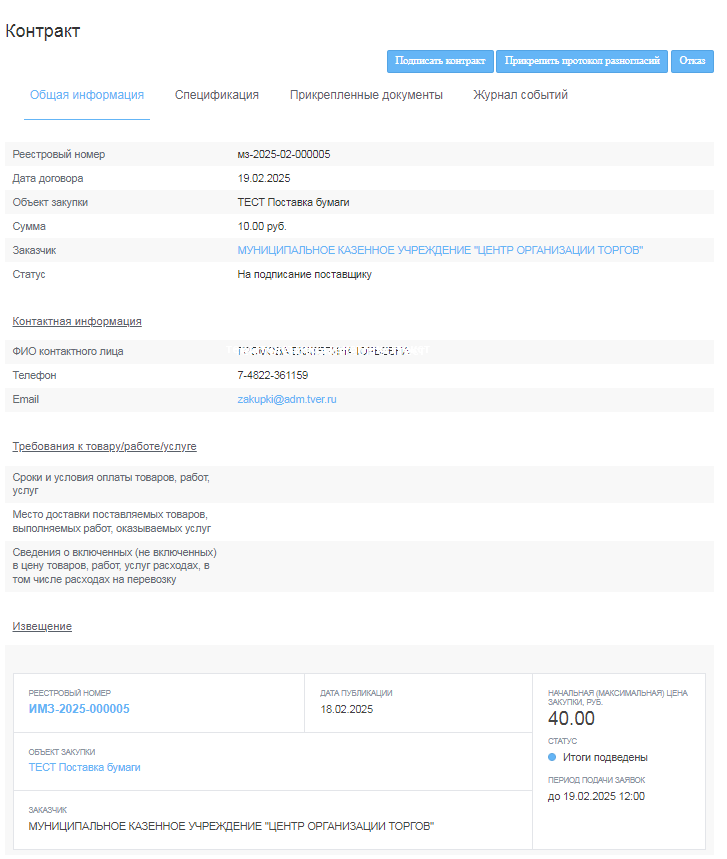 Контракт
Подписать контракт Прикрепить протокол разногласий Отказ
Общая информация Спецификация Прикрепленные документы Журнал событий
Реестровый номер мз-2025-02-000005
Дата договора 19.02.2025
Объект закупки ТЕСТ Поставка бумаги
Сумма 10.00 руб.
Заказчик МУНИЦИПАЛЬНОЕ КАЗЕННОЕ УЧРЕЖДЕНИЕ "ЦЕНТР ОРГАНИЗАЦИИ ТОРГОВ"
Статус На подписание поставщику
Контактная информация
ФИО контактного лица
Телефон 7-4822-361159
Email zakupki@adm.tver.ru
Требования к товару/работе/услуге
Сроки и условия оплаты товаров, работ,
услуг
Место доставки поставляемых товаров,
выполняемых работ, оказываемых услуг
Сведения о включенных (не включенных)
в цену товаров, работ, услуг расходах, в
том числе расходах на перевозку
Извещение
РЕЕСТРОВЫЙ НОМЕР
ИМЗ-2025-000005
ДАТА ПУБЛИКАЦИИ
18.02.2025
ОБЪЕКТ ЗАКУПКИ
ТЕСТ Поставка бумаги
ЗАКАЗЧИК
МУНИЦИПАЛЬНОЕ КАЗЕННОЕ УЧРЕЖДЕНИЕ "ЦЕНТР ОРГАНИЗАЦИИ ТОРГОВ"
НАЧАЛЬНАЯ (МАКСИМАЛЬНАЯ) ЦЕНА
ЗАКУПКИ, РУБ.
40.00
СТАТУС
Итоги подведены
ПЕРИОД ПОДАЧИ ЗАЯВОК
до 19.02.2025 12:00